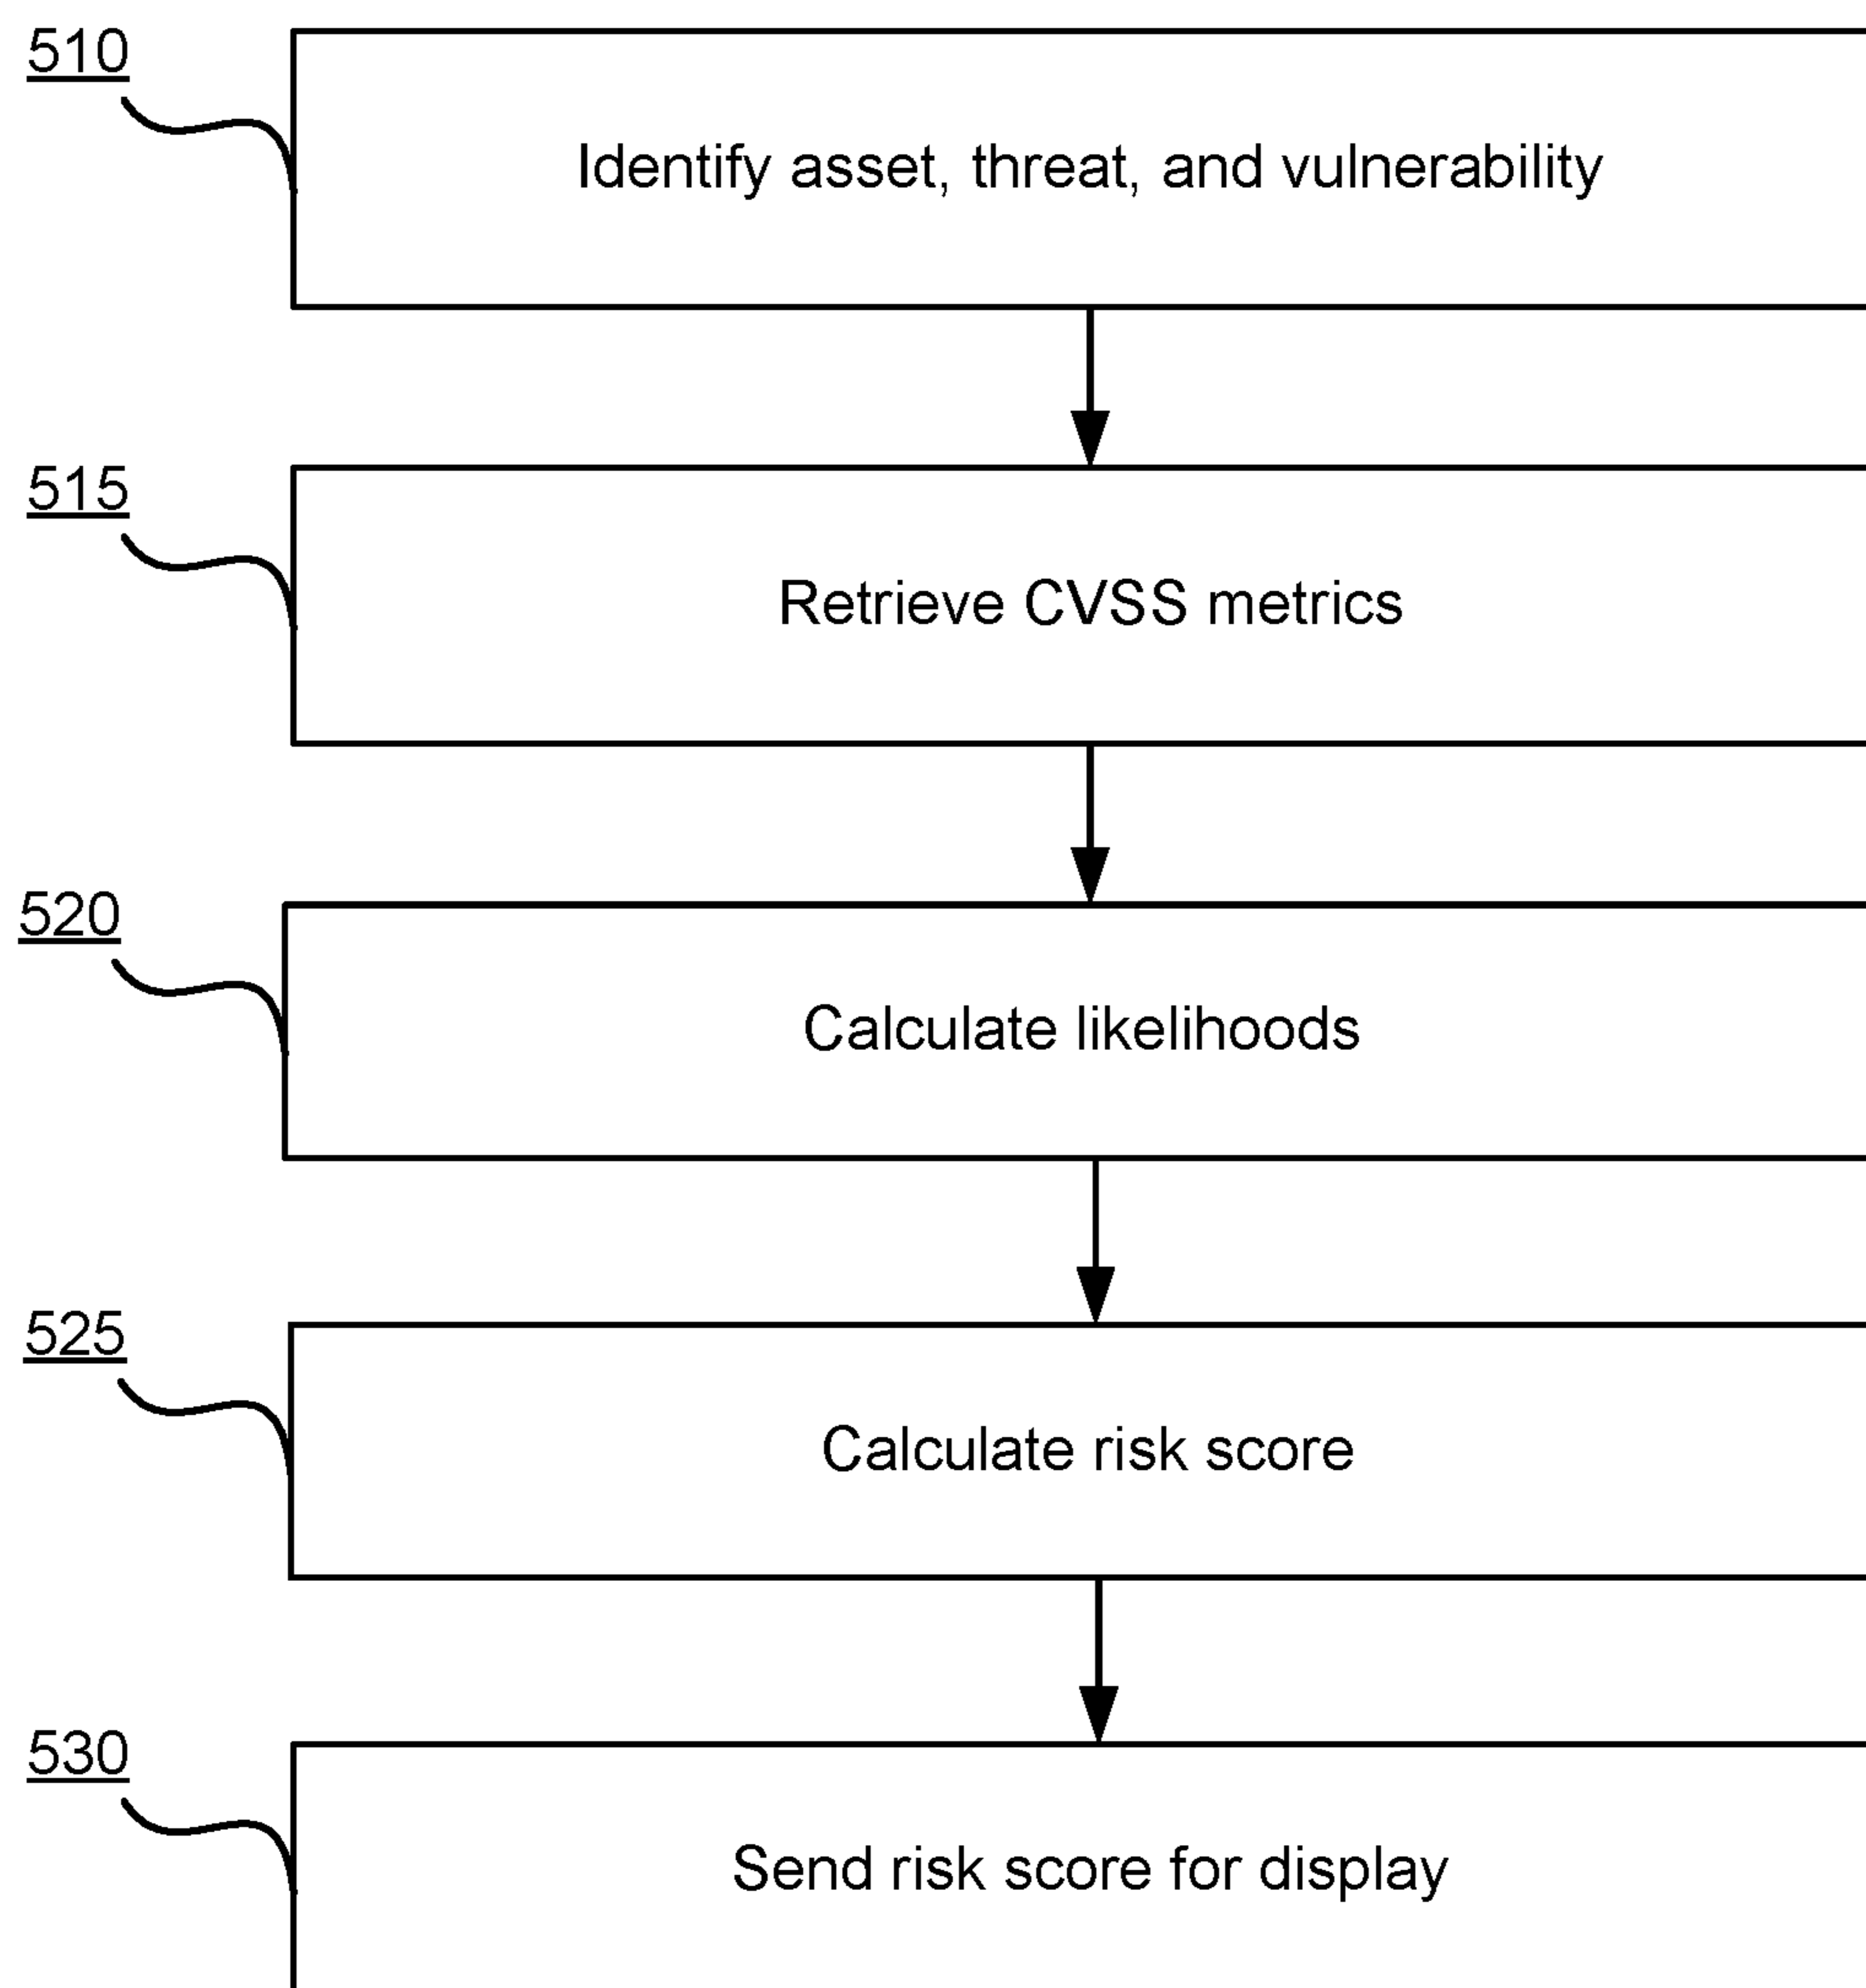 510
Identify asset, threat, and vulnerability
515
Retrieve CVSS metrics
520
Calculate likelihoods
525
Calculate risk score
530
Send risk score for display